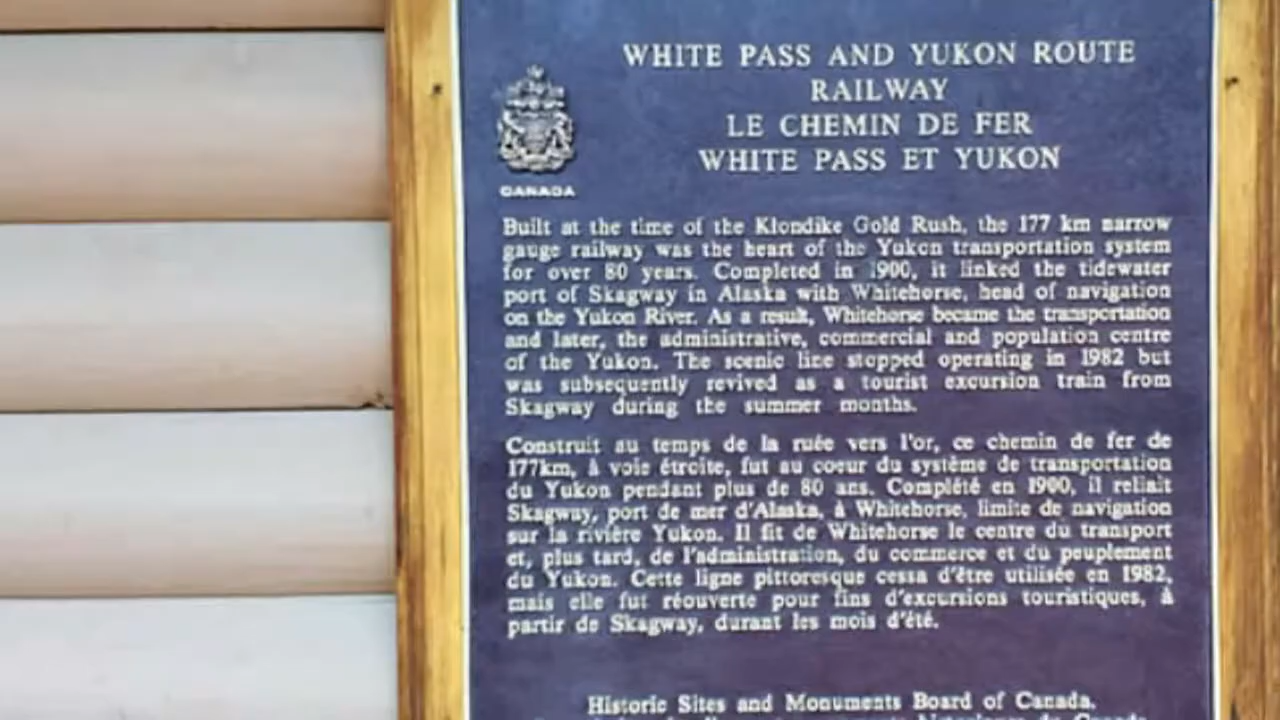 WHITE PASS AND YUKON ROUTE
RAILWAY
LE CHEMIN DE FER
WHITE PASS ET YUKON
CANADA
Built at the time of the Klondike Gold Rush, the 177 km narrow
gauge railway was the heart of the Yukon transportation system
for over 80 years. Completed in 1900, it linked the tidewater
port of Skagway in Alaska with Whitehorse, head of navigation
on the Yukon River. As a result, Whitehorse became the transportation
and later, the administrative, commercial and population centre
of the Yukon. The scenic line stopped operating in 1982 but
was subsequently revived as a tourist excursion train from
Skagway during the summer months.
Construit au temps de la ruée vers l'or, ce chemin de fer de
177km, à voie étroite, fut au coeur du système de transportation
du Yukon pendant plus de 80 ans. Complété en 1900, il reliait
Skagway, port de mer d'Alaska, à Whitehorse, limite de navigation
sur la rivière Yukon. Il fit de Whitehorse le centre du transport
et, plus tard, de l'administration, du commerce et du peuplement
du Yukon. Cette ligne pittoresque cessa d'être utilisée en 1982,
mais elle fut réouverte pour fins d'excursions touristiques, à
partir de Skagway, durant les mois d'été.
Historic Sites and Monuments Board of Canada.